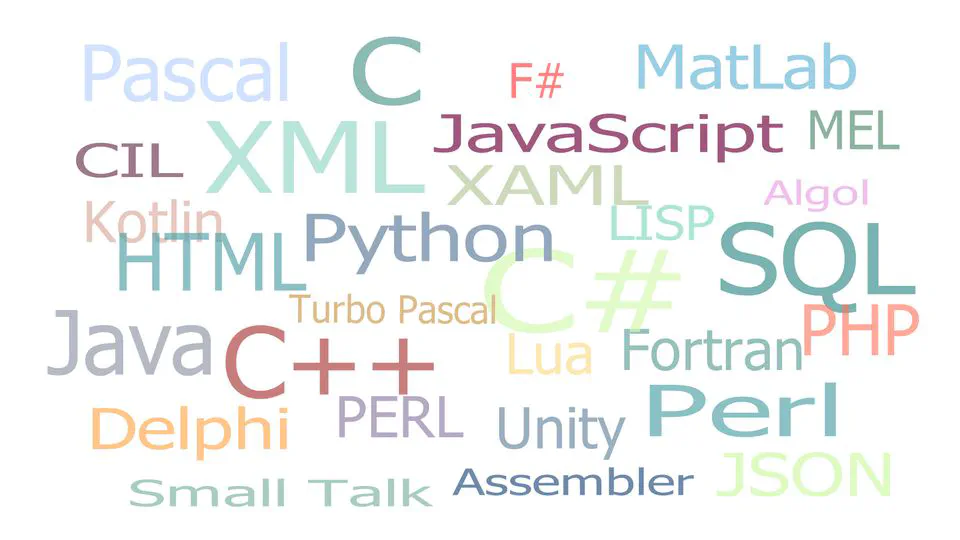 Pascal
C
F#
MatLab
JavaScript
MEL
CIL
XML
XAML
Algol
Kotlin
Python
LISP
SQL
HTML
C#
Turbo Pascal
Java
C++
Lua
Fortran
PHP
Delphi
PERL
Unity
Perl
Small Talk
Assembler
JSON